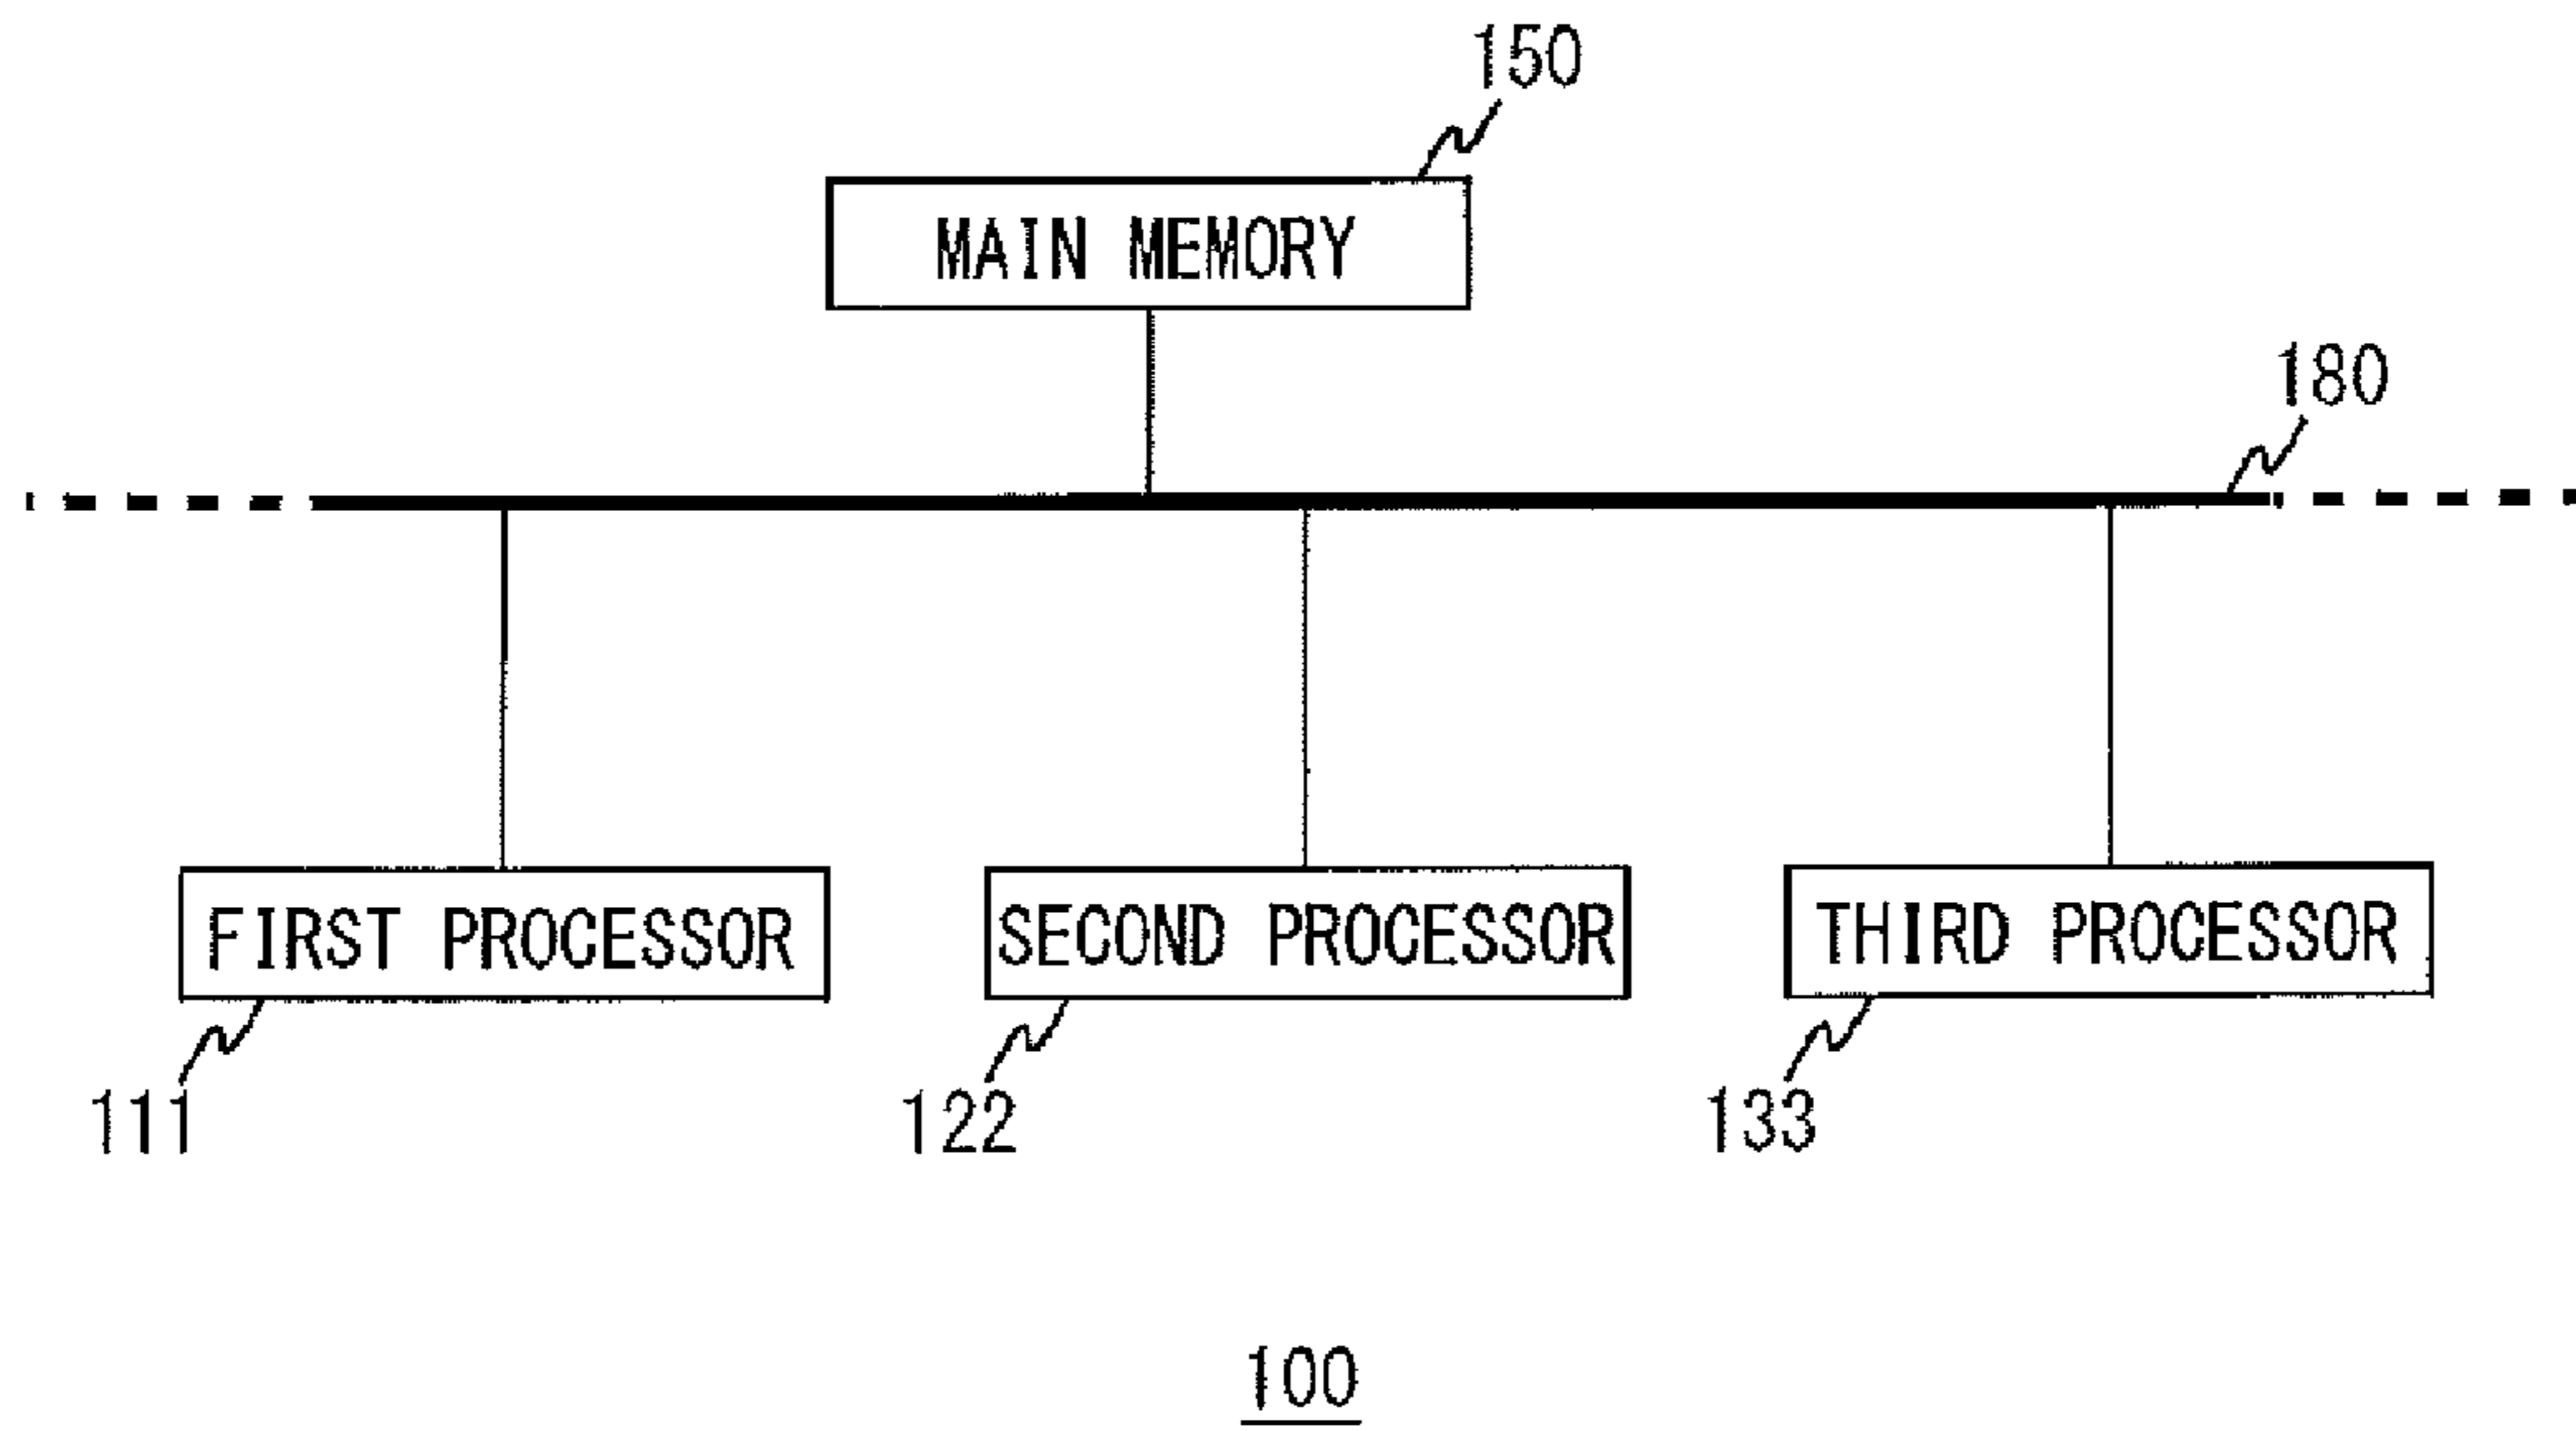 150
MAIN MEMORY
180
FIRST PROCESSOR
SECOND PROCESSOR
THIRD PROCESSOR
111
122
133
100